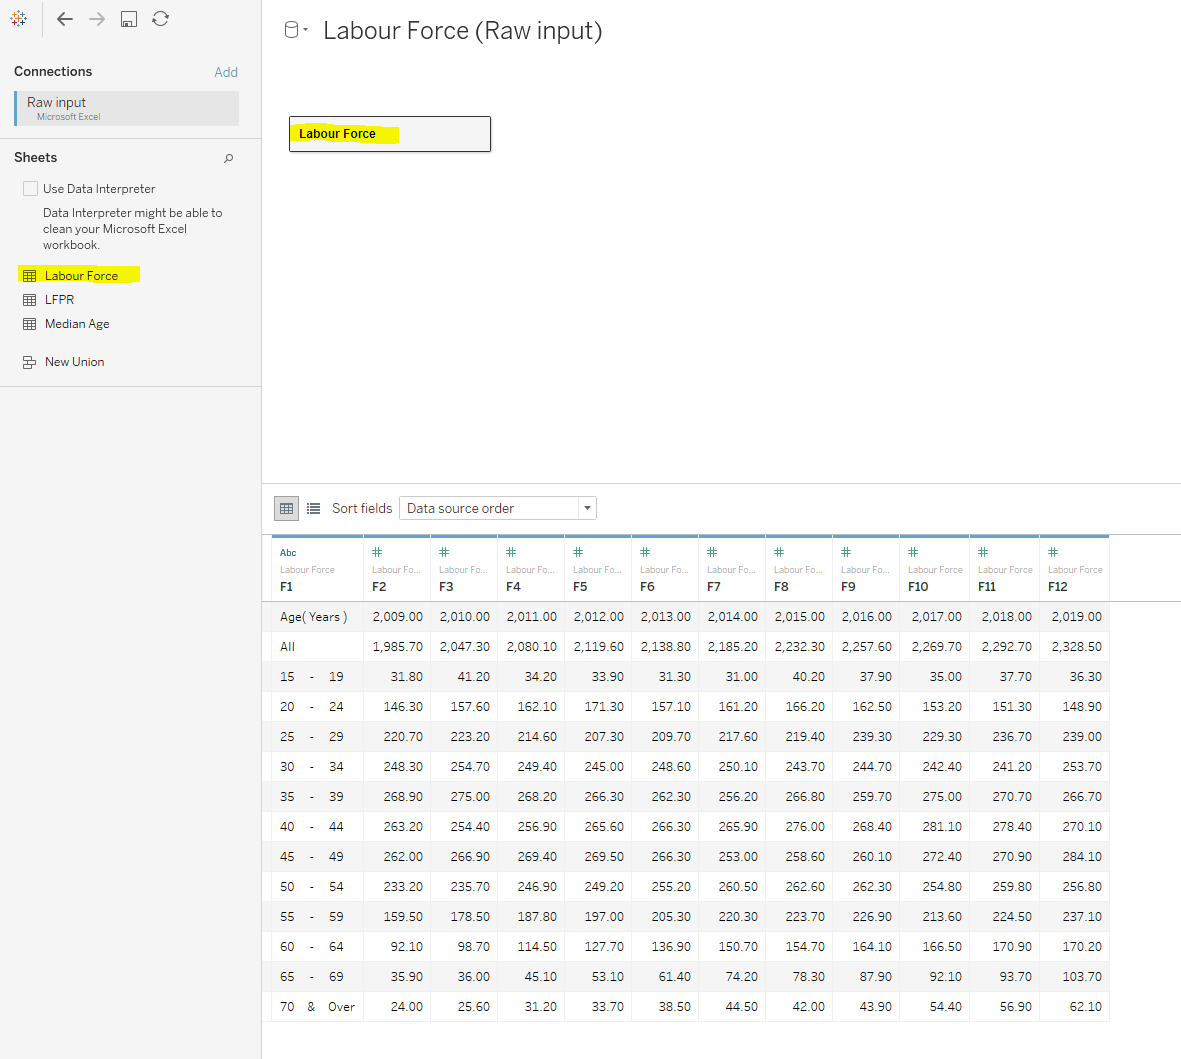 Labour Force (Raw input)
Connections Add
Raw input
Microsoft Excel
Labour Force
Sheets
Use Data Interpreter
Data Interpreter might be able to
clean your Microsoft Excel
workbook.
Labour Force
LFPR
Median Age
New Union
Sort fields Data source order
Abc
Labour Force Labour Fo... Labour Fo... Labour Fo... Labour Fo... Labour Fo... Labour Fo... Labour Fo... Labour Fo... Labour Force Labour Force Labour Force
F1 F2 F3 F4 F5 F6 F7 F8 F9 F10 F11 F12
Age( Years ) 2,009.00 2,010.00 2,011.00 2,012.00 2,013.00 2,014.00 2,015.00 2,016.00 2,017.00 2,018.00 2,019.00
All 1,985.70 2,047.30 2,080.10 2,119.60 2,138.80 2,185.20 2,232.30 2,257.60 2,269.70 2,292.70 2,328.50
15 - 19 31.80 41.20 34.20 33.90 31.30 31.00 40.20 37.90 35.00 37.70 36.30
20 - 24 146.30 157.60 162.10 171.30 157.10 161.20 166.20 162.50 153.20 151.30 148.90
25 - 29 220.70 223.20 214.60 207.30 209.70 217.60 219.40 239.30 229.30 236.70 239.00
30 - 34 248.30 254.70 249.40 245.00 248.60 250.10 243.70 244.70 242.40 241.20 253.70
35 - 39 268.90 275.00 268.20 266.30 262.30 256.20 266.80 259.70 275.00 270.70 266.70
40 - 44 263.20 254.40 256.90 265.60 266.30 265.90 276.00 268.40 281.10 278.40 270.10
45 - 49 262.00 266.90 269.40 269.50 266.30 253.00 258.60 260.10 272.40 270.90 284.10
50 - 54 233.20 235.70 246.90 249.20 255.20 260.50 262.60 262.30 254.80 259.80 256.80
55 - 59 159.50 178.50 187.80 197.00 205.30 220.30 223.70 226.90 213.60 224.50 237.10
60 - 64 92.10 98.70 114.50 127.70 136.90 150.70 154.70 164.10 166.50 170.90 170.20
65 - 69 35.90 36.00 45.10 53.10 61.40 74.20 78.30 87.90 92.10 93.70 103.70
70 & Over 24.00 25.60 31.20 33.70 38.50 44.50 42.00 43.90 54.40 56.90 62.10